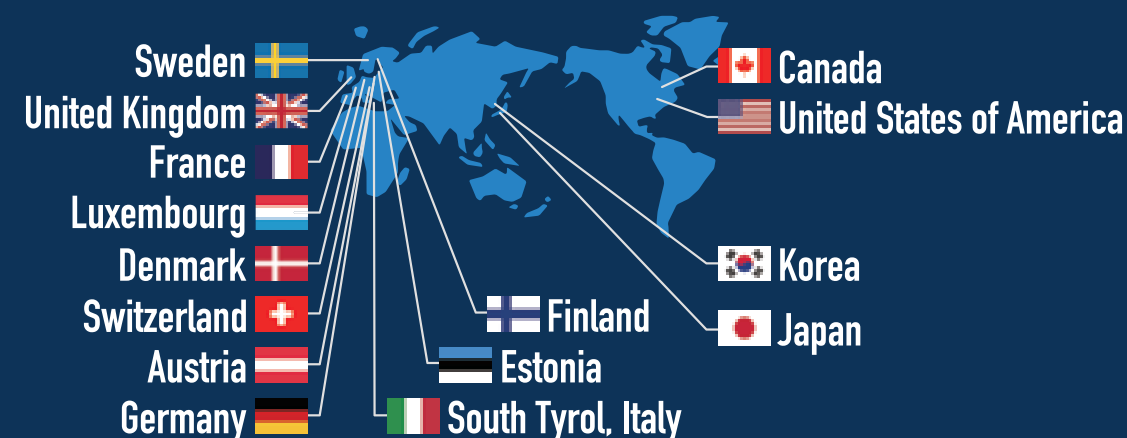 Sweden
United Kingdom
France
Luxembourg
Denmark
Switzerland
Austria
Germany
Finland
Estonia
South Tyrol, Italy
Canada
United States of America
Korea
Japan